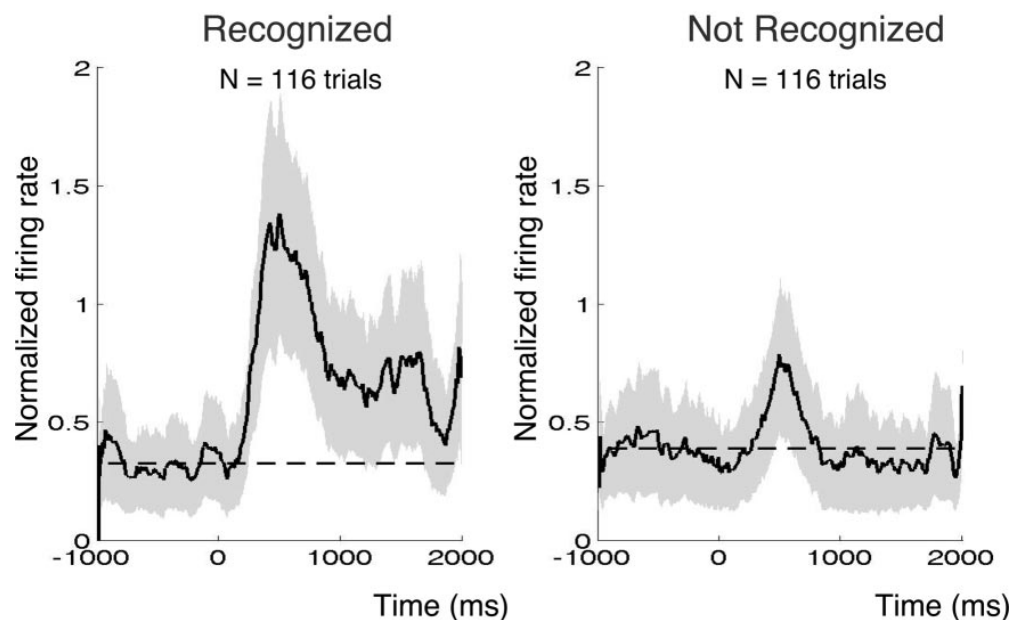 Recognized
N = 116 trials
Normalized firing rate
2
1.5
1
0.5
0
-1000
0
1000
2000
Time (ms)
Not Recognized
N = 116 trials
Normalized firing rate
2
1.5
1
0.5
0
-1000
0
1000
2000
Time (ms)